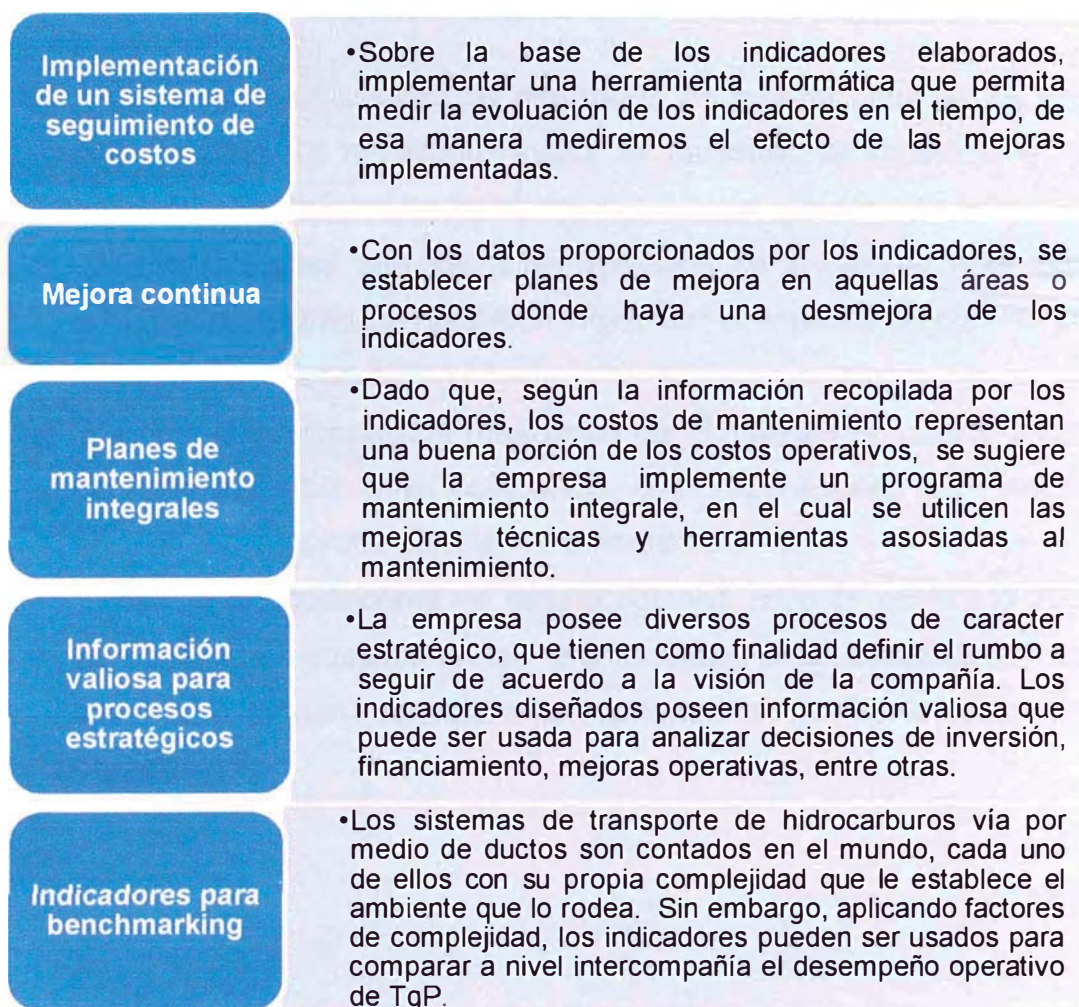 Implementación
de un sistema de
seguimiento de
costos
•Sobre la base de los indicadores elaborados,
implementar una herramienta informática que permita
medir la evolución de los indicadores en el tiempo, de
esa manera mediremos el efecto de las mejoras
implementadas.
Mejora continua
•Con los datos proporcionados por los indicadores, se
establecer planes de mejora en aquellas áreas o
procesos donde haya una desmejora de los
indicadores.
Planes de
mantenimiento
integrales
•Dado que, según la información recopilada por los
indicadores, los costos de mantenimiento representan
una buena porción de los costos operativos, se sugiere
que la empresa implemente un programa de
mantenimiento integrale, en el cual se utilicen las
mejoras técnicas y herramientas asosiadas al
mantenimiento.
Información
valiosa para
procesos
estratégicos
•La empresa posee diversos procesos de caracter
estratégico, que tienen como finalidad definir el rumbo a
seguir de acuerdo a la visión de la compañía. Los
indicadores diseñados poseen información valiosa que
puede ser usada para analizar decisiones de inversión,
financiamiento, mejoras operativas, entre otras.
Indicadores para
benchmarking
•Los sistemas de transporte de hidrocarburos vía por
medio de ductos son contados en el mundo, cada uno
de ellos con su propia complejidad que le establece el
ambiente que lo rodea. Sin embargo, aplicando factores
de complejidad, los indicadores pueden ser usados para
comparar a nivel intercompañía el desempeño operativo
de TgP.